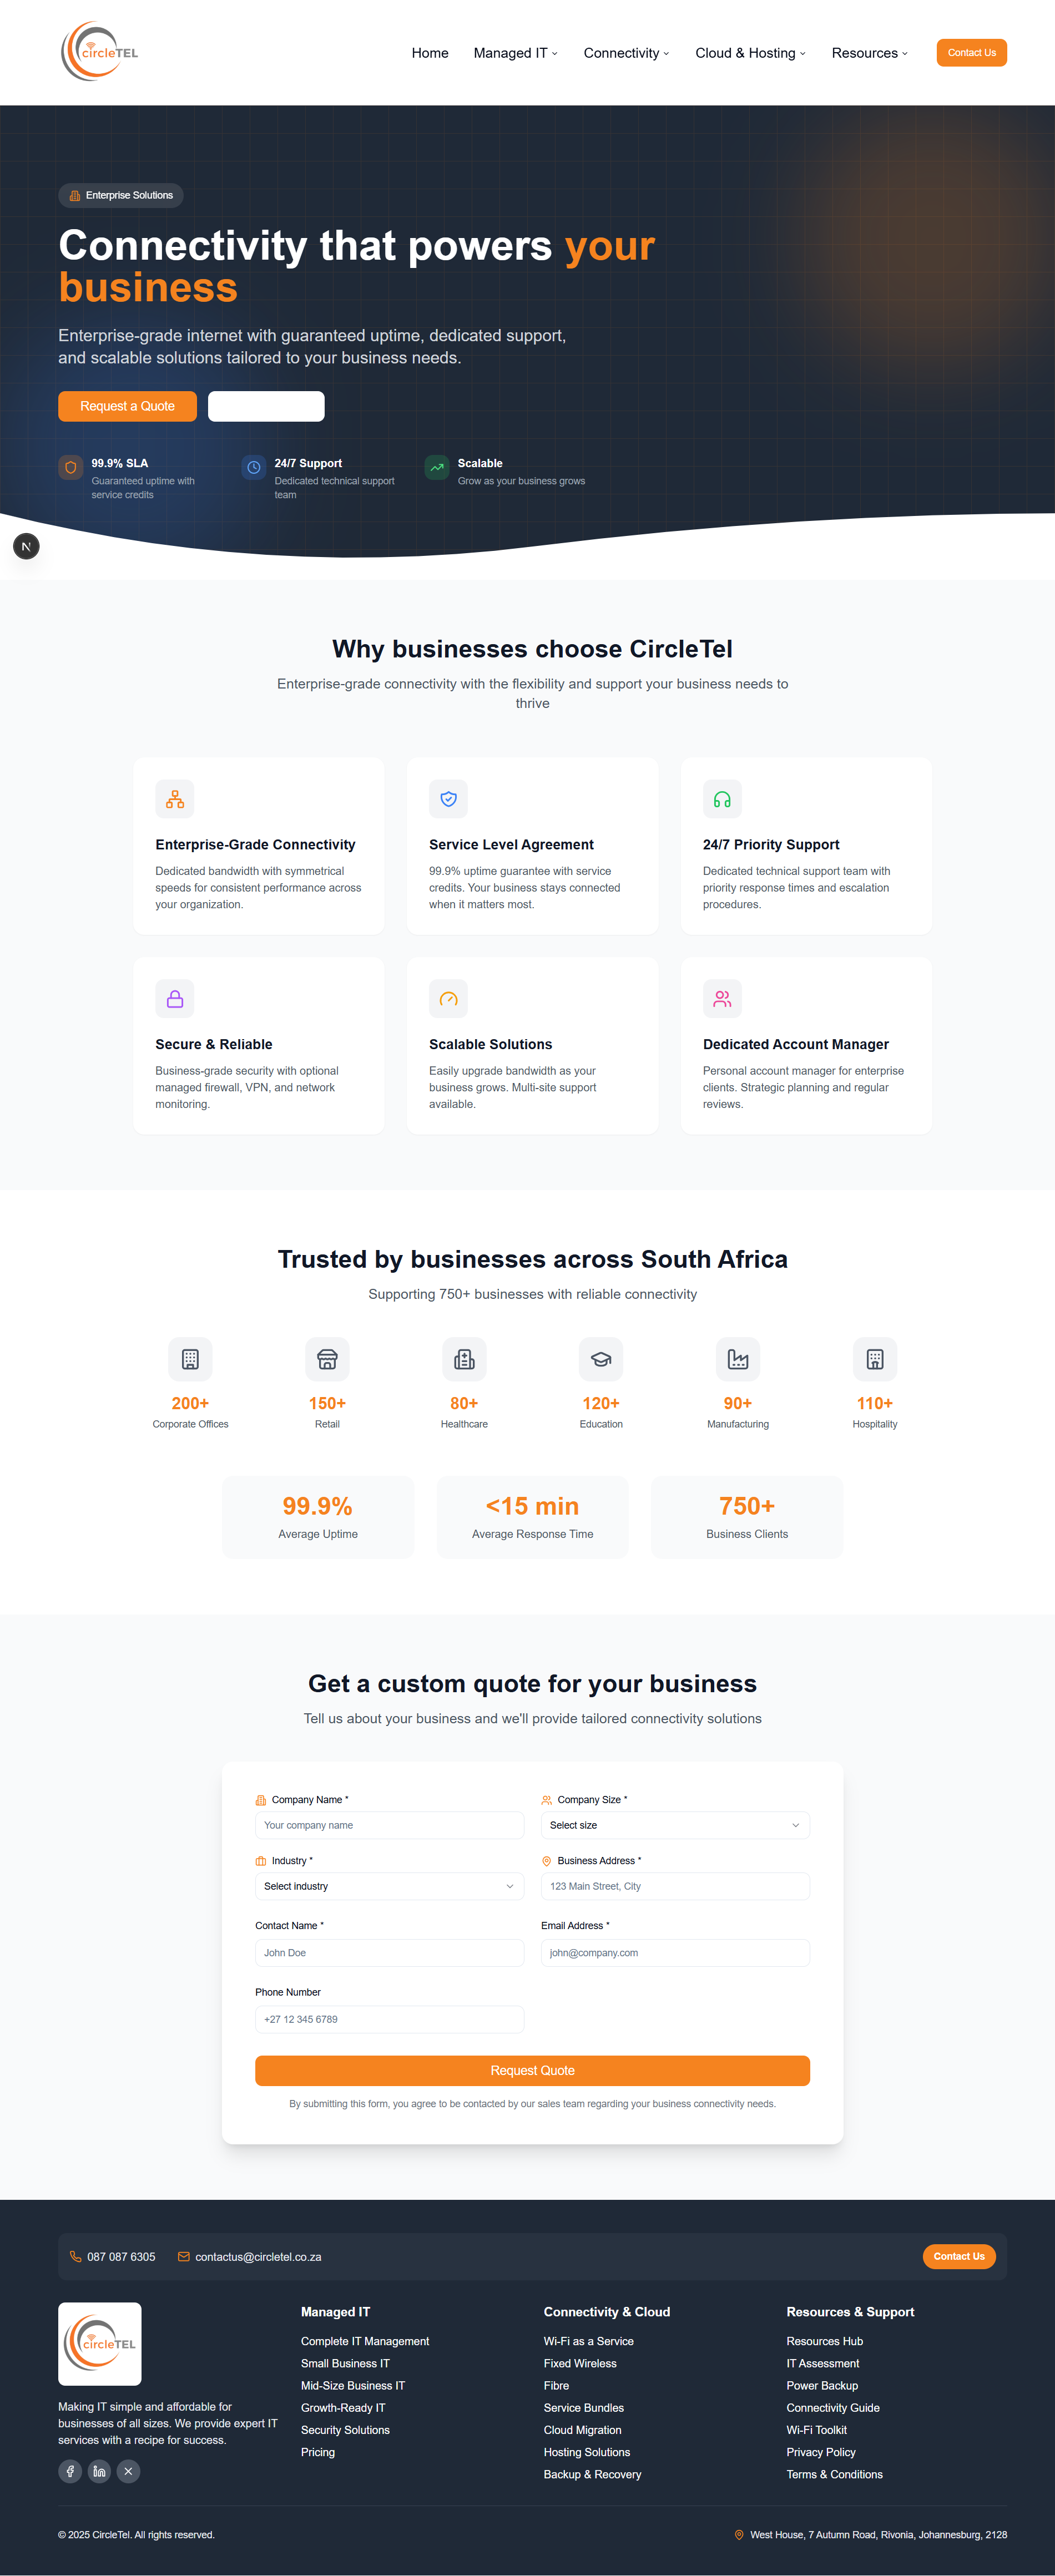 circleTEL
Home
Managed IT
Connectivity
Cloud & Hosting
Resources
Contact Us
Enterprise Solutions
Connectivity that powers your
business
Enterprise-grade internet with guaranteed uptime, dedicated support,
and scalable solutions tailored to your business needs.
Request a Quote
99.9% SLA
Guaranteed uptime with
service credits
24/7 Support
Dedicated technical support
team
Scalable
Grow as your business grows
N
Why businesses choose CircleTel
Enterprise-grade connectivity with the flexibility and support your business needs to
thrive
Enterprise-Grade Connectivity
Dedicated bandwidth with symmetrical
speeds for consistent performance across
your organization.
Service Level Agreement
99.9% uptime guarantee with service
credits. Your business stays connected
when it matters most.
24/7 Priority Support
Dedicated technical support team with
priority response times and escalation
procedures.
Secure & Reliable
Business-grade security with optional
managed firewall, VPN, and network
monitoring.
Scalable Solutions
Easily upgrade bandwidth as your
business grows. Multi-site support
available.
Dedicated Account Manager
Personal account manager for enterprise
clients. Strategic planning and regular
reviews.
Trusted by businesses across South Africa
Supporting 750+ businesses with reliable connectivity
200+
Corporate Offices
150+
Retail
80+
Healthcare
120+
Education
90+
Manufacturing
110+
Hospitality
99.9%
Average Uptime
<15 min
Average Response Time
750+
Business Clients
Get a custom quote for your business
Tell us about your business and we'll provide tailored connectivity solutions
Company Name *
Your company name
Company Size *
Select size
Industry *
Select industry
Business Address *
123 Main Street, City
Contact Name *
John Doe
Email Address *
john@company.com
Phone Number
+27 12 345 6789
Request Quote
By submitting this form, you agree to be contacted by our sales team regarding your business connectivity needs.
087 087 6305
contactus@circletel.co.za
Contact Us
circleTEL
Making IT simple and affordable for
businesses of all sizes. We provide expert IT
services with a recipe for success.
Managed IT
Complete IT Management
Small Business IT
Mid-Size Business IT
Growth-Ready IT
Security Solutions
Pricing
Connectivity & Cloud
Wi-Fi as a Service
Fixed Wireless
Fibre
Service Bundles
Cloud Migration
Hosting Solutions
Backup & Recovery
Resources & Support
Resources Hub
IT Assessment
Power Backup
Connectivity Guide
Wi-Fi Toolkit
Privacy Policy
Terms & Conditions
© 2025 CircleTel. All rights reserved.
West House, 7 Autumn Road, Rivonia, Johannesburg, 2128